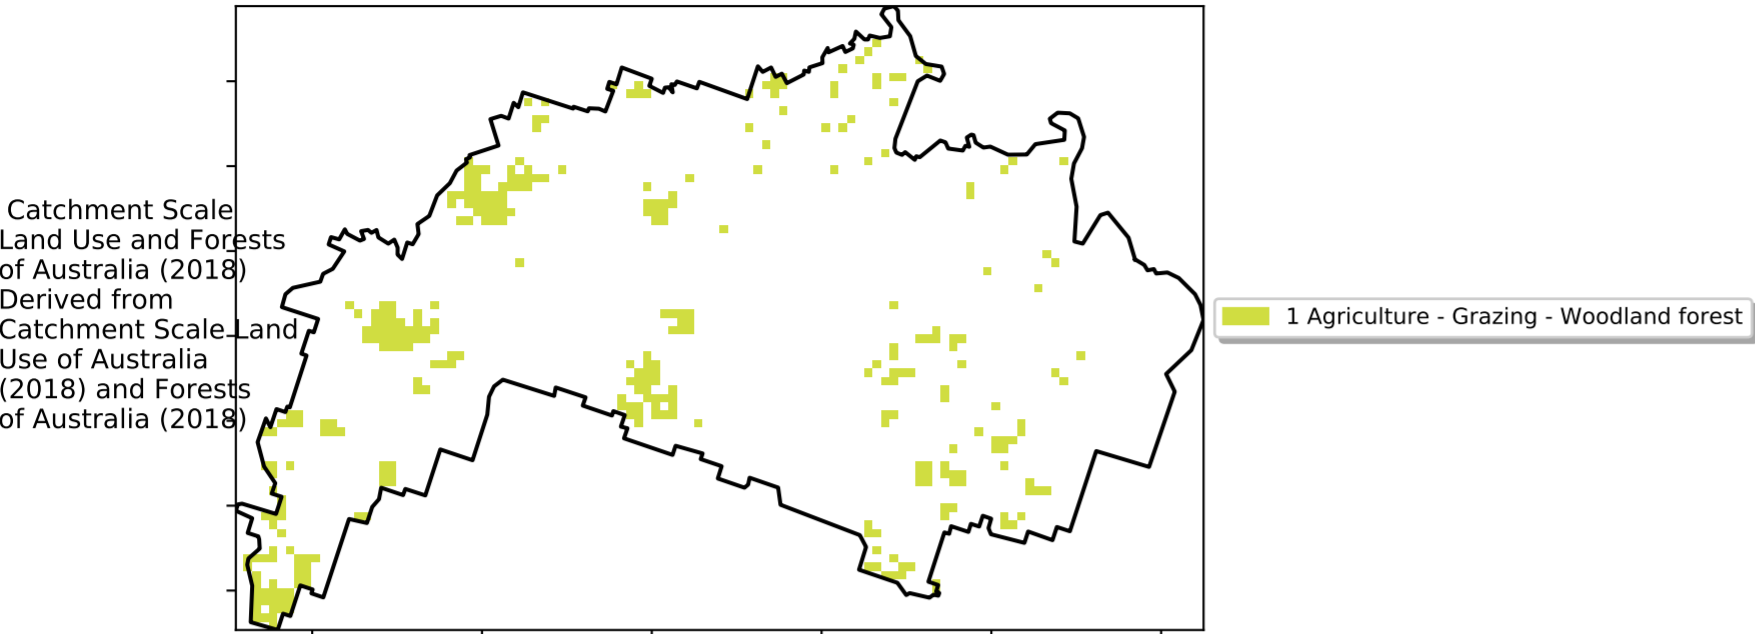 Catchment Scale
Land Use and Forests
of Australia (2018)
Derived from
Catchment Scale Land
Use of Australia
(2018) and Forests
of Australia (2018)
1 Agriculture - Grazing - Woodland forest